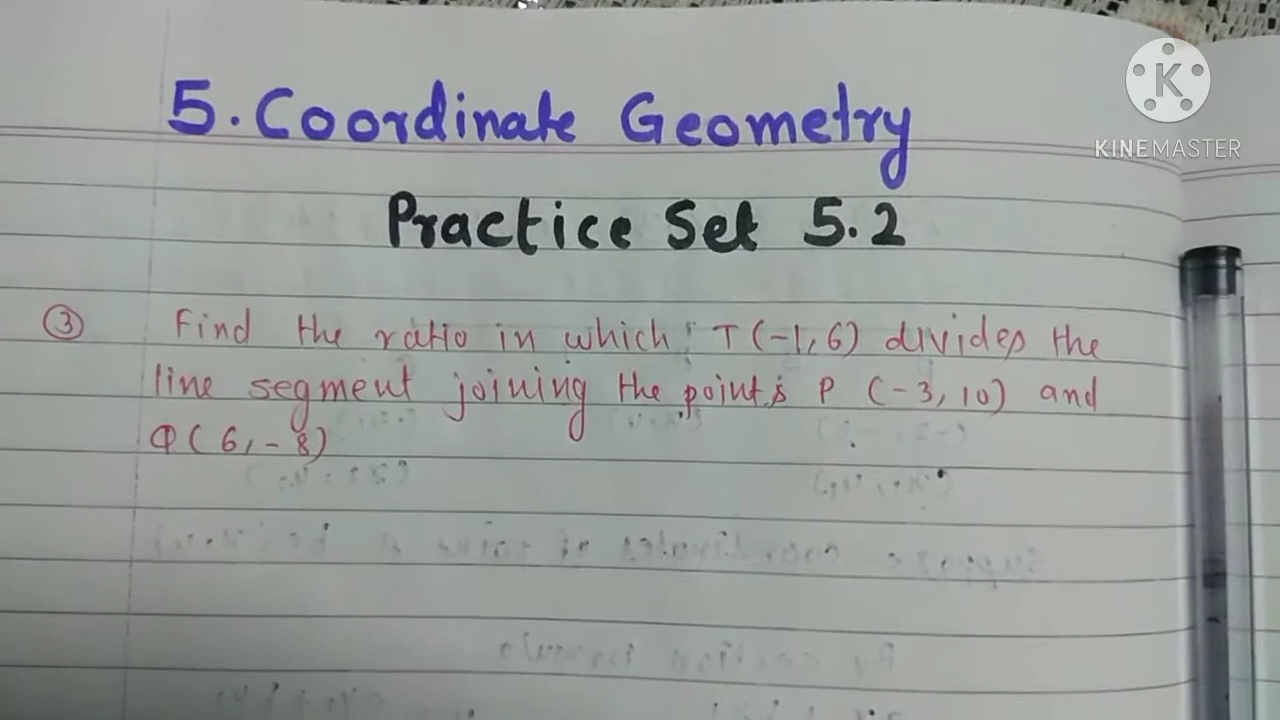 K
KINEMASTER
5. Coordinate Geometry
Practice Set 5.2
③ Find the ratio in which T(-1,6) divides the
line segment joining the points P (-3,10) and
Q(6,-8)